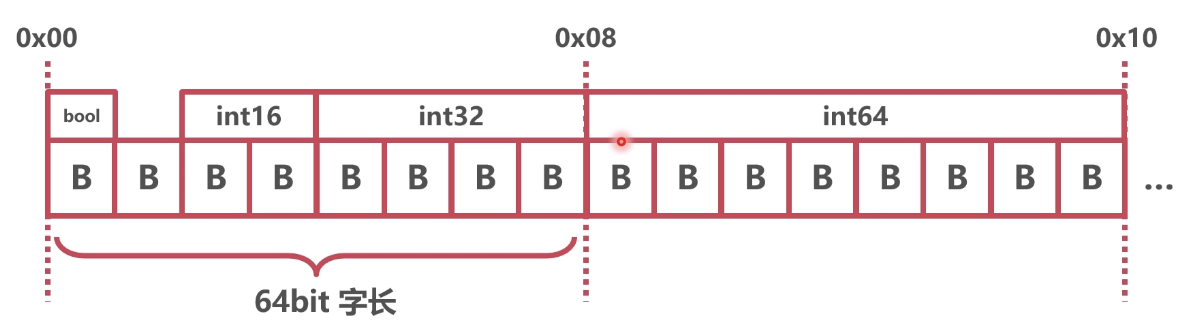 0x00 0x08 0x10
bool int16 int32 int64
B B B B B B B B B B B B B B B B ...
64bit 字长